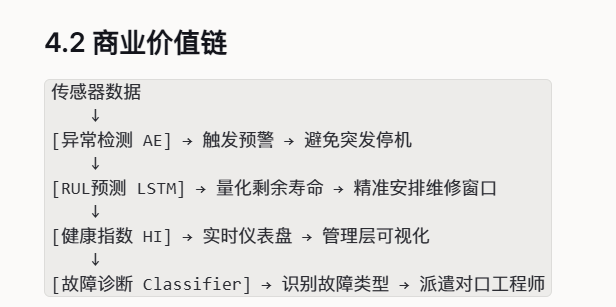 4.2 商业价值链
传感器数据
↓
[异常检测 AE] → 触发预警 → 避免突发停机
↓
[RUL预测 LSTM] → 量化剩余寿命 → 精准安排维修窗口
↓
[健康指数 HI] → 实时仪表盘 → 管理层可视化
↓
[故障诊断 Classifier] → 识别故障类型 → 派遣对口工程师